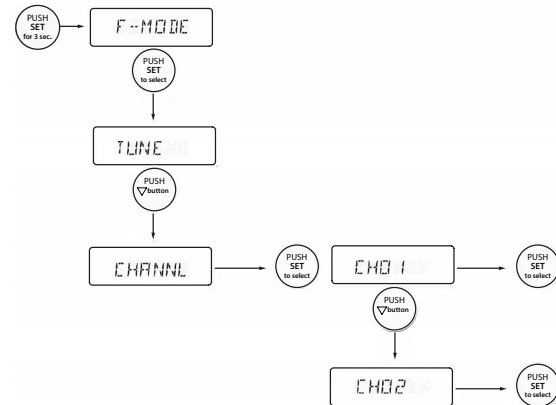 PUSH
SET
for 3 sec.
F--MODE
PUSH
SET
to select
TUNE
PUSH
▽button
CHANNL
PUSH
SET
to select
CH01
PUSH
SET
to select
PUSH
▽button
CH02
PUSH
SET
to select